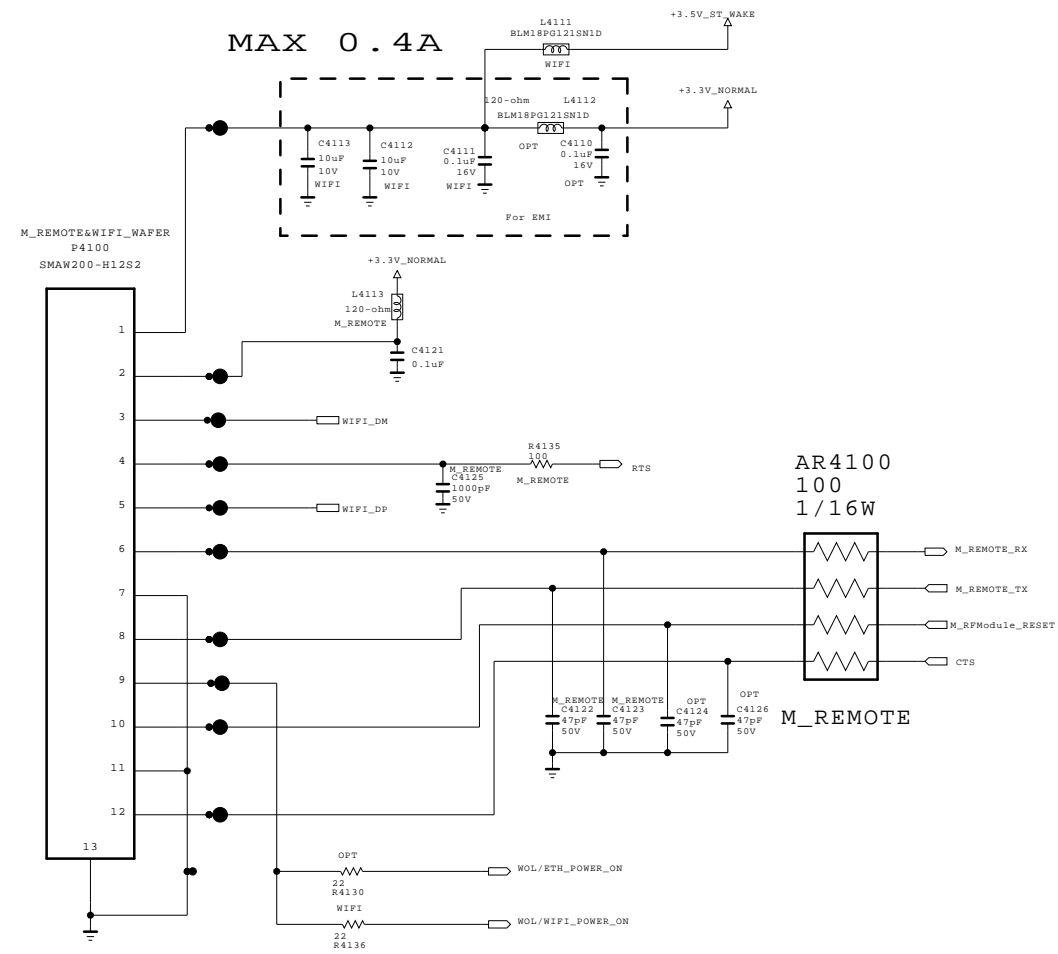 MAX 0.4A
+3.5V_ST_WAKE
L4111
BLM18PG121SN1D
WIFI
+3.3V_NORMAL
120-ohm
L4112
BLM18PG121SN1D
OPT
C4113
10uF
10V
WIFI
C4112
10uF
10V
WIFI
C4111
0.1uF
16V
WIFI
C4110
0.1uF
16V
OPT
For EMI
M_REMOTE&WIFI_WAFER
P4100
SMAW200-H12S2
+3.3V_NORMAL
L4113
120-ohm
M_REMOTE
C4121
0.1uF
1
2
3
WIFI_DM
4
R4135
100
M_REMOTE
RTS
M_REMOTE
C4125
1000pF
50V
5
WIFI_DP
AR4100
100
1/16W
6
M_REMOTE_RX
7
M_REMOTE_TX
8
M_RFModule_RESET
9
CTS
10
M_REMOTE
C4122
47pF
50V
M_REMOTE
C4123
47pF
50V
OPT
C4124
47pF
50V
OPT
C4126
47pF
50V
M_REMOTE
11
12
13
OPT
22
R4130
WOL/ETH_POWER_ON
WIFI
22
R4136
WOL/WIFI_POWER_ON